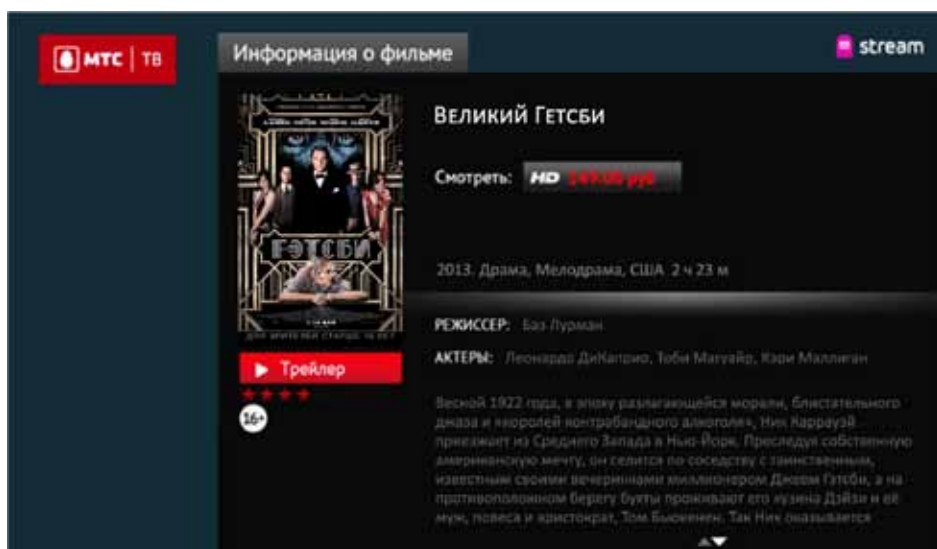 МТС | ТВ
Информация о фильме
stream
ВЕЛИКИЙ ГЕТСБИ
Смотреть: HD 149.00 руб
ГЭТСБИ
2013. Драма, Мелодрама, США 2 ч 23 м
РЕЖИССЕР: Баз Лурман
АКТЕРЫ: Леонардо ДиКаприо, Тоби Магуайр, Кэри Маллиган
Трейлер
16+
Весной 1922 года, в эпоху разлагающейся морали, блистательного
джаза и «королей контрабандного алкоголя», Ник Каррауэй
приезжает из Среднего Запада в Нью-Йорк. Преследуя собственную
американскую мечту, он селится по соседству с таинственным,
известным своими вечеринками миллионером Джеем Гэтсби, а на
противоположном берегу бухты проживают его кузина Дэйзи и её
муж, повеса и аристократ, Том Бьюкенен. Так Ник оказывается